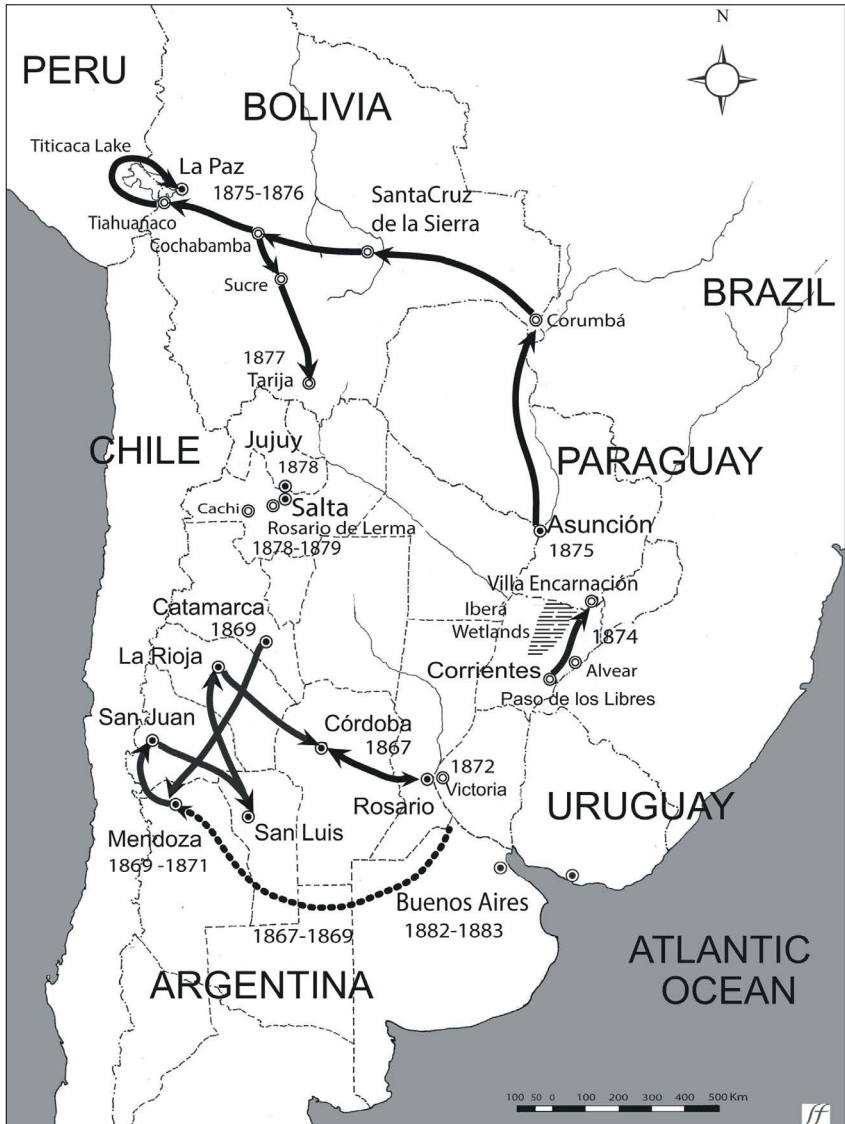 N
PERU
BOLIVIA
Titicaca Lake
La Paz
1875-1876
SantaCruz
de la Sierra
Tiahuanaco
Cochabamba
Sucre
BRAZIL
Corumbá
1877
Tarija
CHILE
Jujuy
1878
PARAGUAY
Cachi
Salta
Rosario de Lerma
1878-1879
Asunción
1875
Villa Encarnación
Iberá
Wetlands
1874
Catamarca
1869
La Rioja
Corrientes
Alvear
Paso de los Libres
San Juan
Córdoba
1867
1872
Victoria
Rosario
URUGUAY
Mendoza
1869 -1871
San Luis
Buenos Aires
1882-1883
1867-1869
ARGENTINA
ATLANTIC
OCEAN
100 50 0 100 200 300 400 500 Km
ff